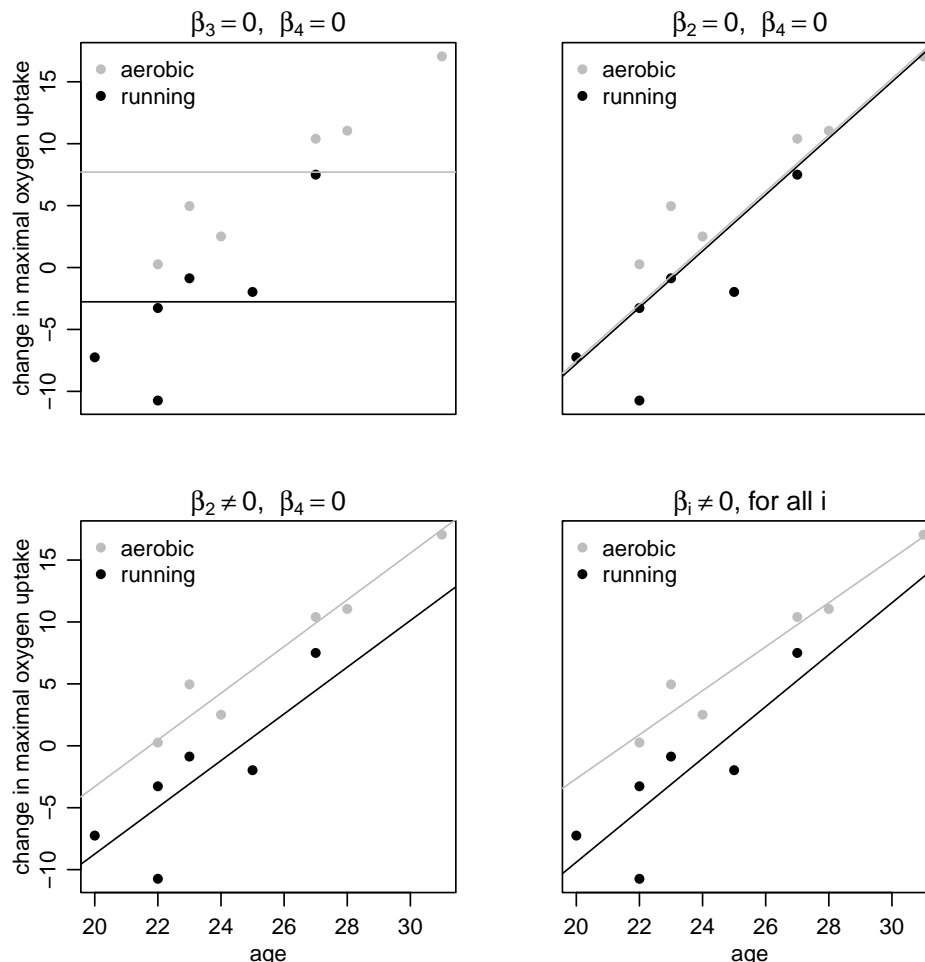 β₃ = 0, β₄ = 0
aerobic
running
change in maximal oxygen uptake
−10 −5 0 5 10 15
β₂ = 0, β₄ = 0
aerobic
running
β₂ ≠ 0, β₄ = 0
aerobic
running
change in maximal oxygen uptake
−10 −5 0 5 10 15
20 22 24 26 28 30
age
βᵢ ≠ 0, for all i
aerobic
running
20 22 24 26 28 30
age